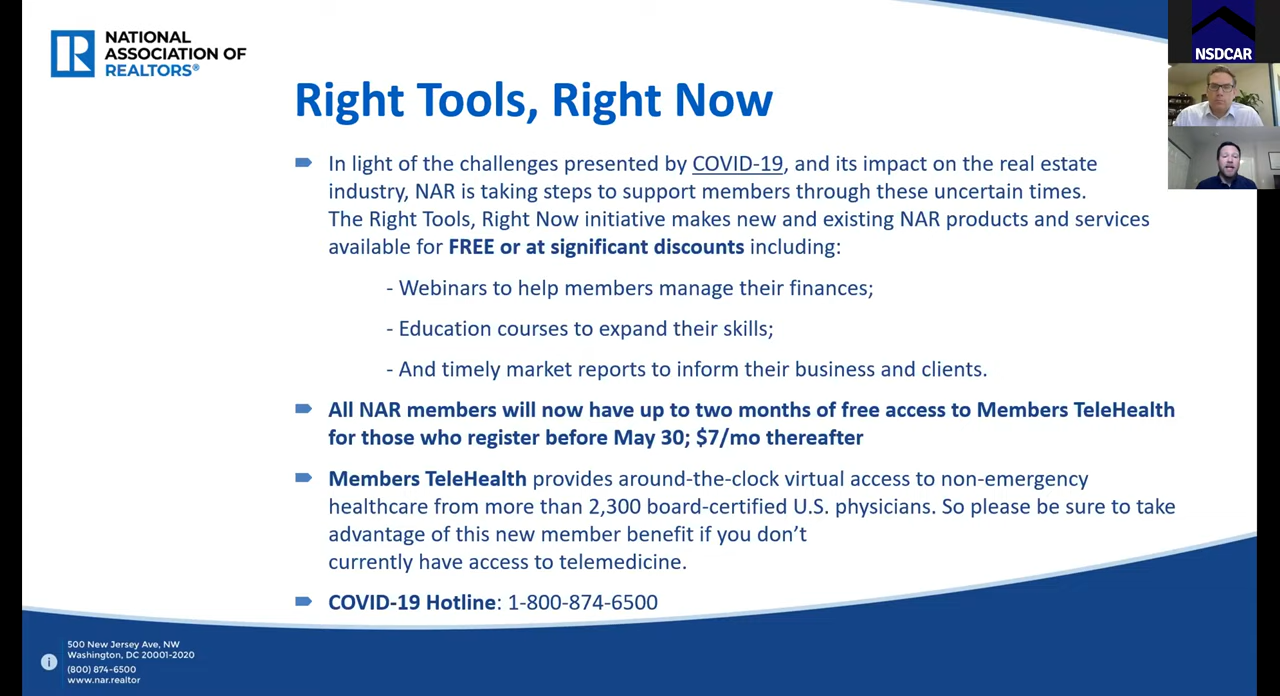 NATIONAL
ASSOCIATION OF
REALTORS®
NSDCAR
Right Tools, Right Now
In light of the challenges presented by COVID-19, and its impact on the real estate
industry, NAR is taking steps to support members through these uncertain times.
The Right Tools, Right Now initiative makes new and existing NAR products and services
available for FREE or at significant discounts including:
- Webinars to help members manage their finances;
- Education courses to expand their skills;
- And timely market reports to inform their business and clients.
All NAR members will now have up to two months of free access to Members TeleHealth
for those who register before May 30; $7/mo thereafter
Members TeleHealth provides around-the-clock virtual access to non-emergency
healthcare from more than 2,300 board-certified U.S. physicians. So please be sure to take
advantage of this new member benefit if you don’t
currently have access to telemedicine.
COVID-19 Hotline: 1-800-874-6500
500 New Jersey Ave, NW
Washington, DC 20001-2020
(800) 874-6500
www.nar.realtor